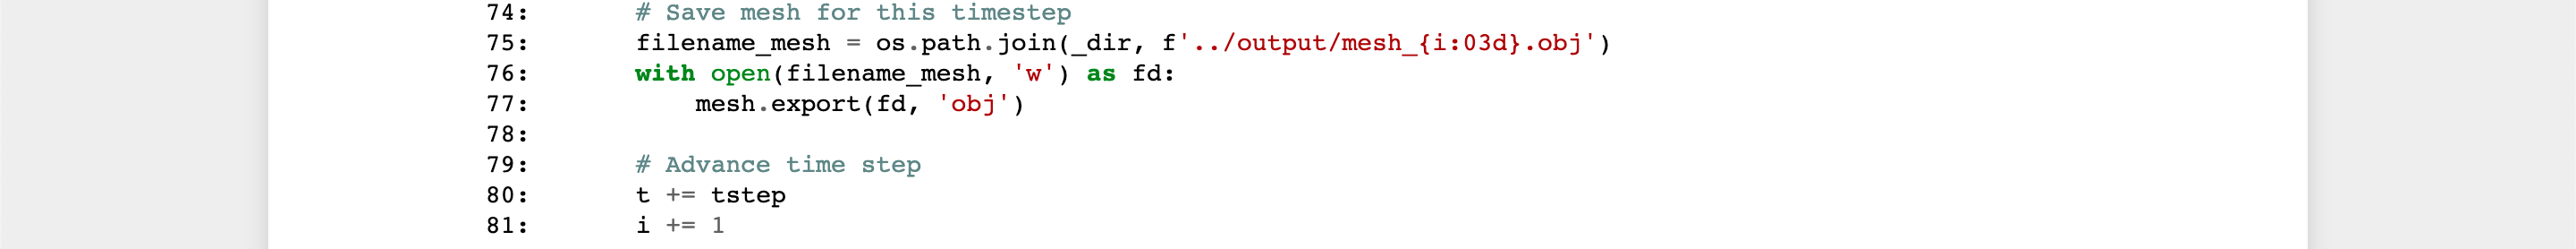 74:       # Save mesh for this timestep
75:       filename_mesh = os.path.join(_dir, f'../output/mesh_{i:03d}.obj')
76:       with open(filename_mesh, 'w') as fd:
77:           mesh.export(fd, 'obj')
78:
79:       # Advance time step
80:       t += tstep
81:       i += 1